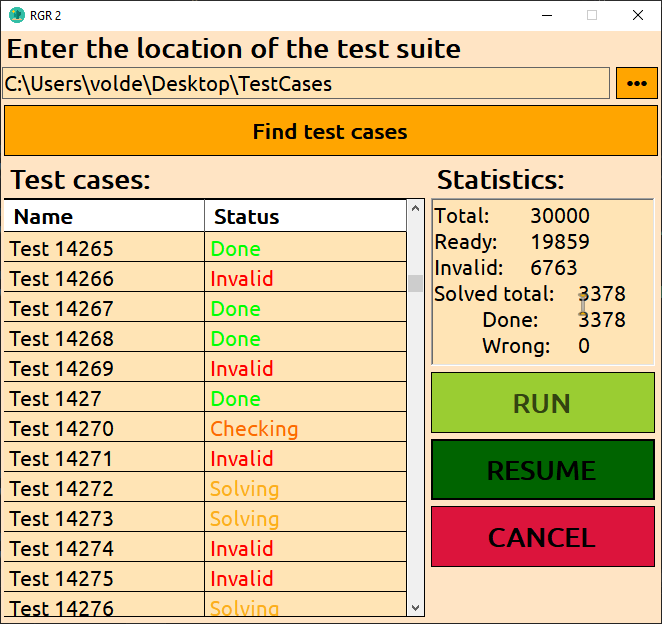 RGR 2
Enter the location of the test suite
C:\Users\volde\Desktop\TestCases
•••
Find test cases
Test cases:
Name Status
Test 14265 Done
Test 14266 Invalid
Test 14267 Done
Test 14268 Done
Test 14269 Invalid
Test 1427 Done
Test 14270 Checking
Test 14271 Invalid
Test 14272 Solving
Test 14273 Solving
Test 14274 Invalid
Test 14275 Invalid
Test 14276 Solving
Statistics:
Total: 30000
Ready: 19859
Invalid: 6763
Solved total: 3378
Done: 3378
Wrong: 0
RUN
RESUME
CANCEL